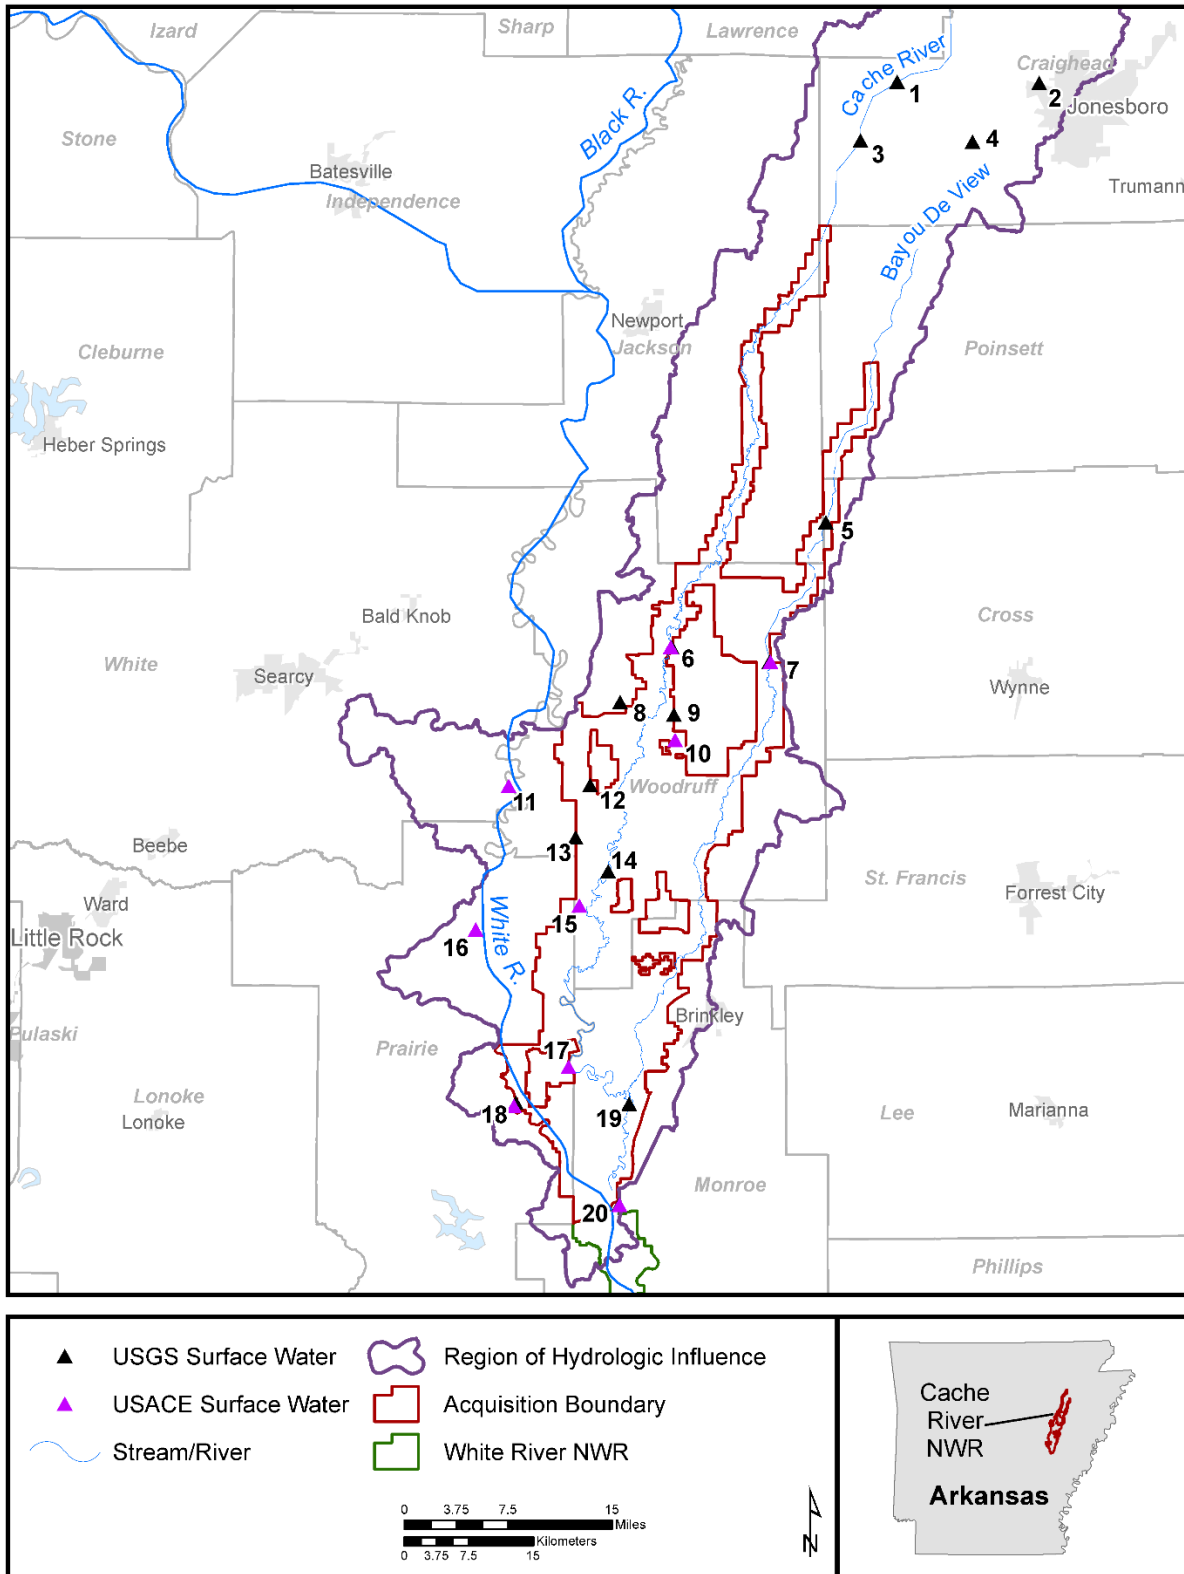 Izard
Sharp
Lawrence
Cache River
Craighead
1
2
Jonesboro
Black R.
Stone
3
4
Batesville
Independence
Trumann
Bayou De View
Newport
Jackson
Cleburne
Poinsett
Heber Springs
5
Bald Knob
Cross
White
6
7
Searcy
Wynne
8
9
10
Woodruff
11
12
Beebe
13
14
St. Francis
Ward
Forrest City
15
White R.
Little Rock
16
Brinkley
Pulaski
Prairie
17
Lonoke
18
19
Lee
Lonoke
Marianna
Monroe
20
Phillips
USGS Surface Water
Region of Hydrologic Influence
USACE Surface Water
Acquisition Boundary
Stream/River
White River NWR
0 3.75 7.5 15
Miles
Kilometers
0 3.75 7.5 15
N
Cache
River
NWR
Arkansas